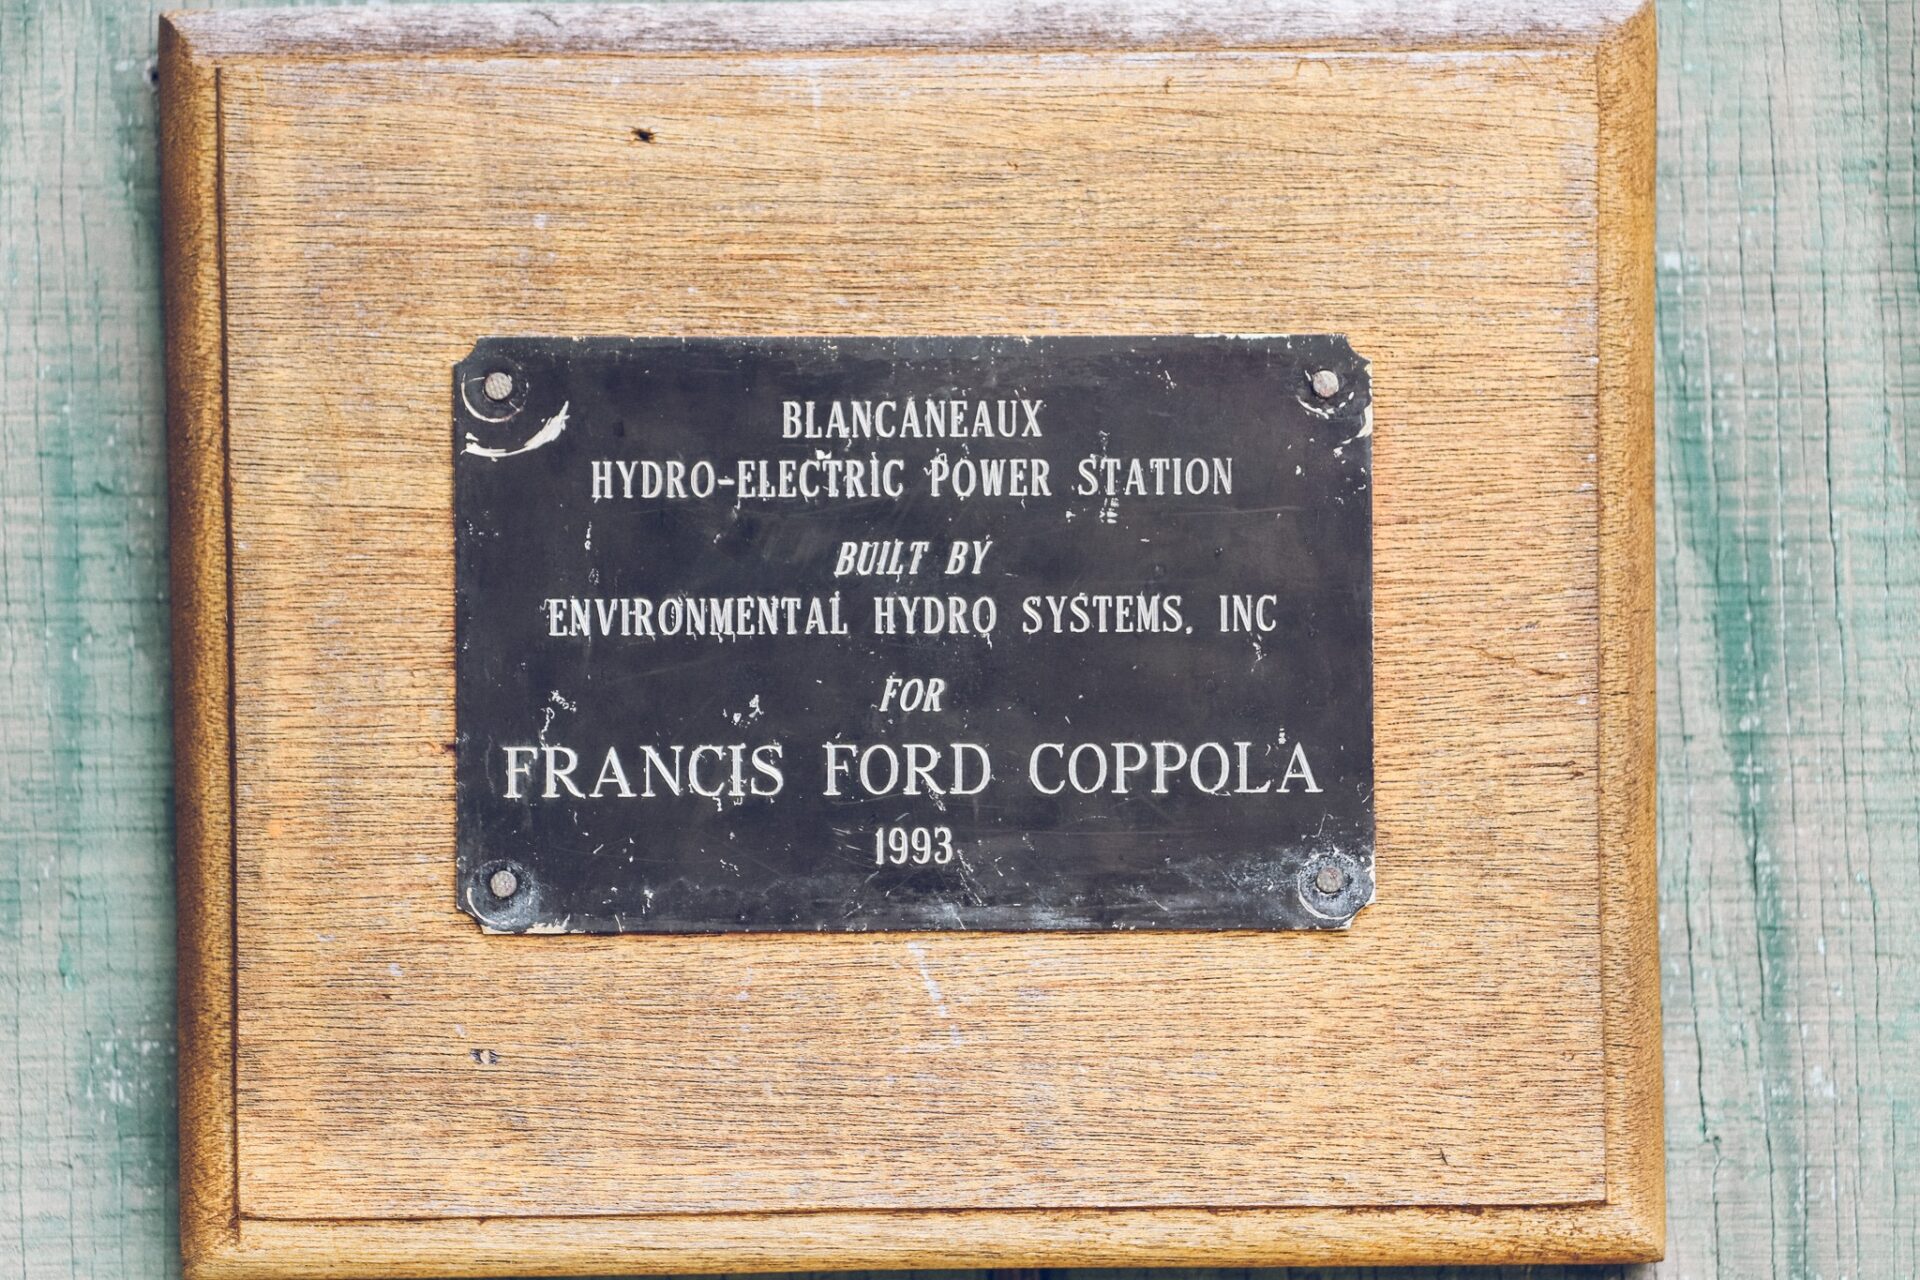 BLANCANEAUX
HYDRO-ELECTRIC POWER STATION
BUILT BY
ENVIRONMENTAL HYDRO SYSTEMS, INC
FOR
FRANCIS FORD COPPOLA
1993